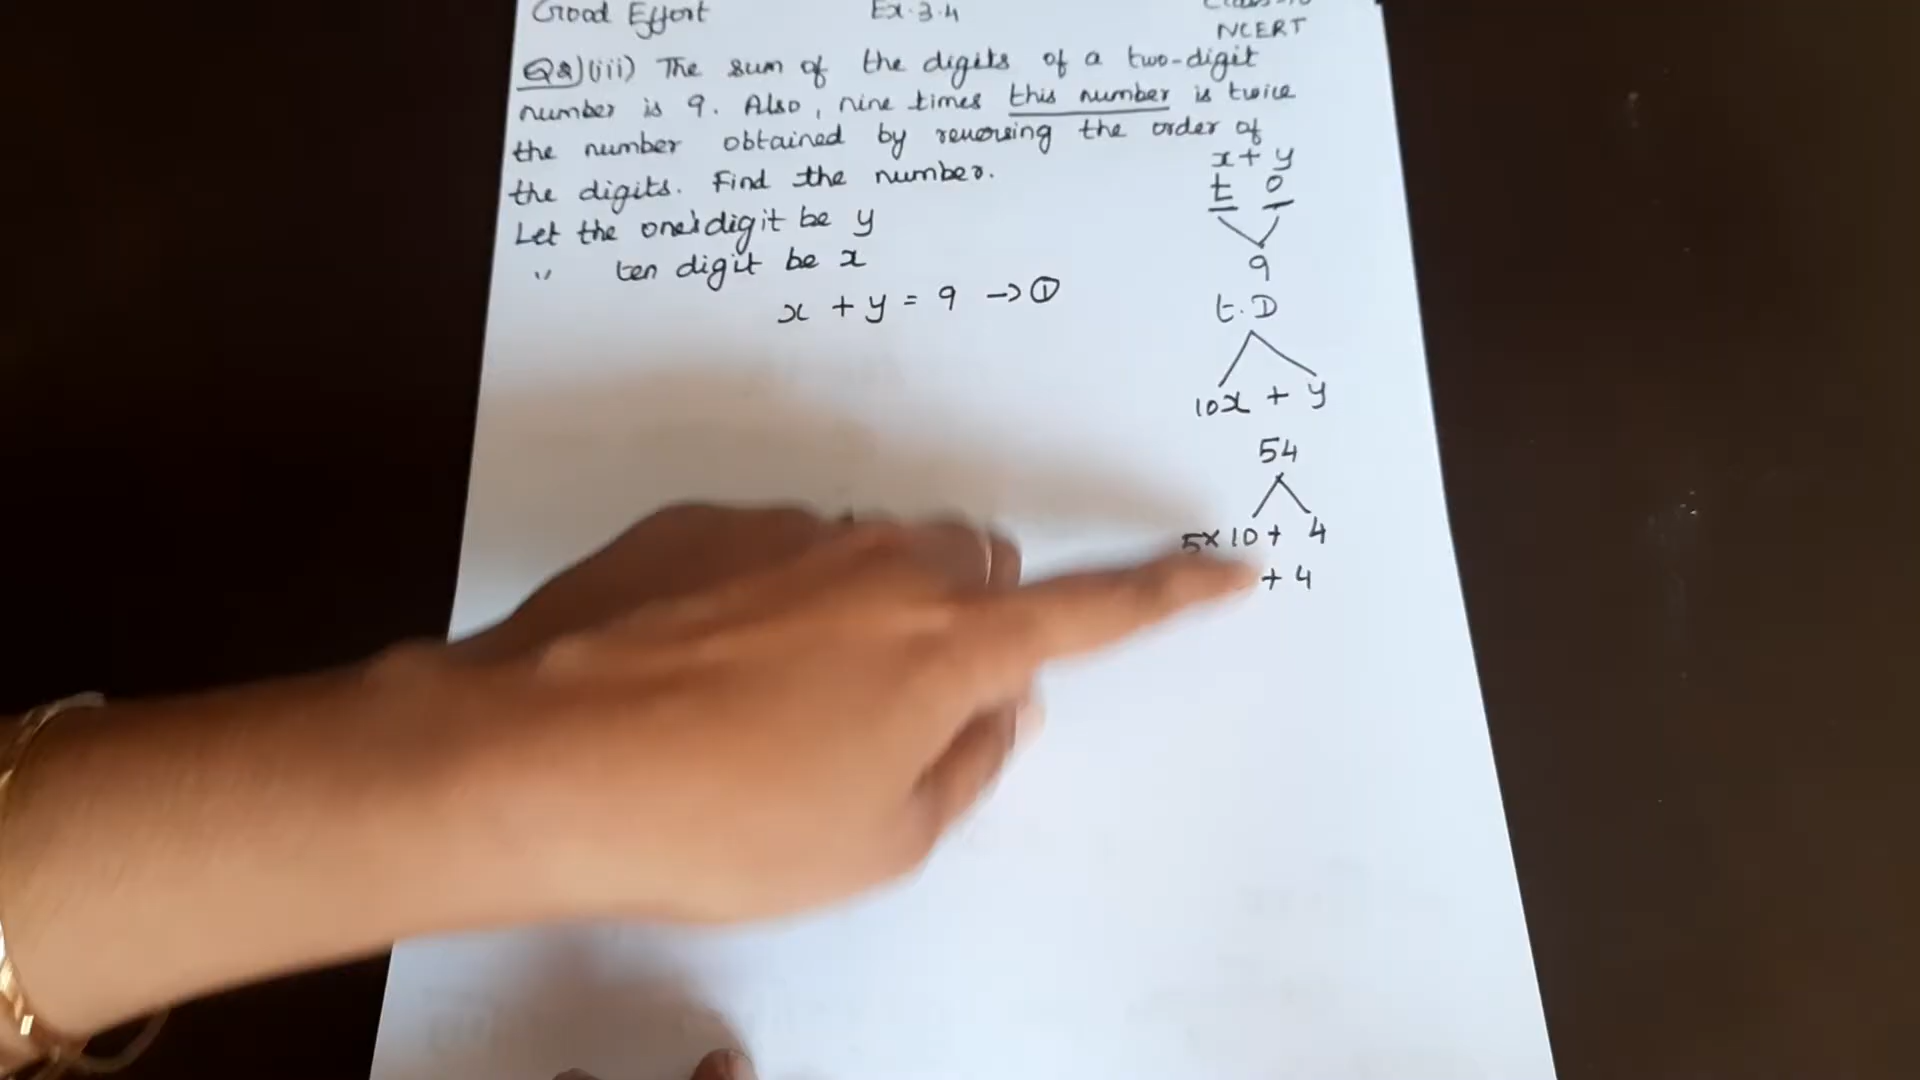 Good Effort Ex.3.4
NCERT
Q2)(iii) The sum of the digits of a two-digit
number is 9. Also, nine times this number is twice
the number obtained by reversing the order of
the digits. Find the number.
Let the one's digit be y
" ten digit be x
x + y = 9 → ①
x + y
t o
9
t.D
10x + y
54
5×10 + 4
+ 4